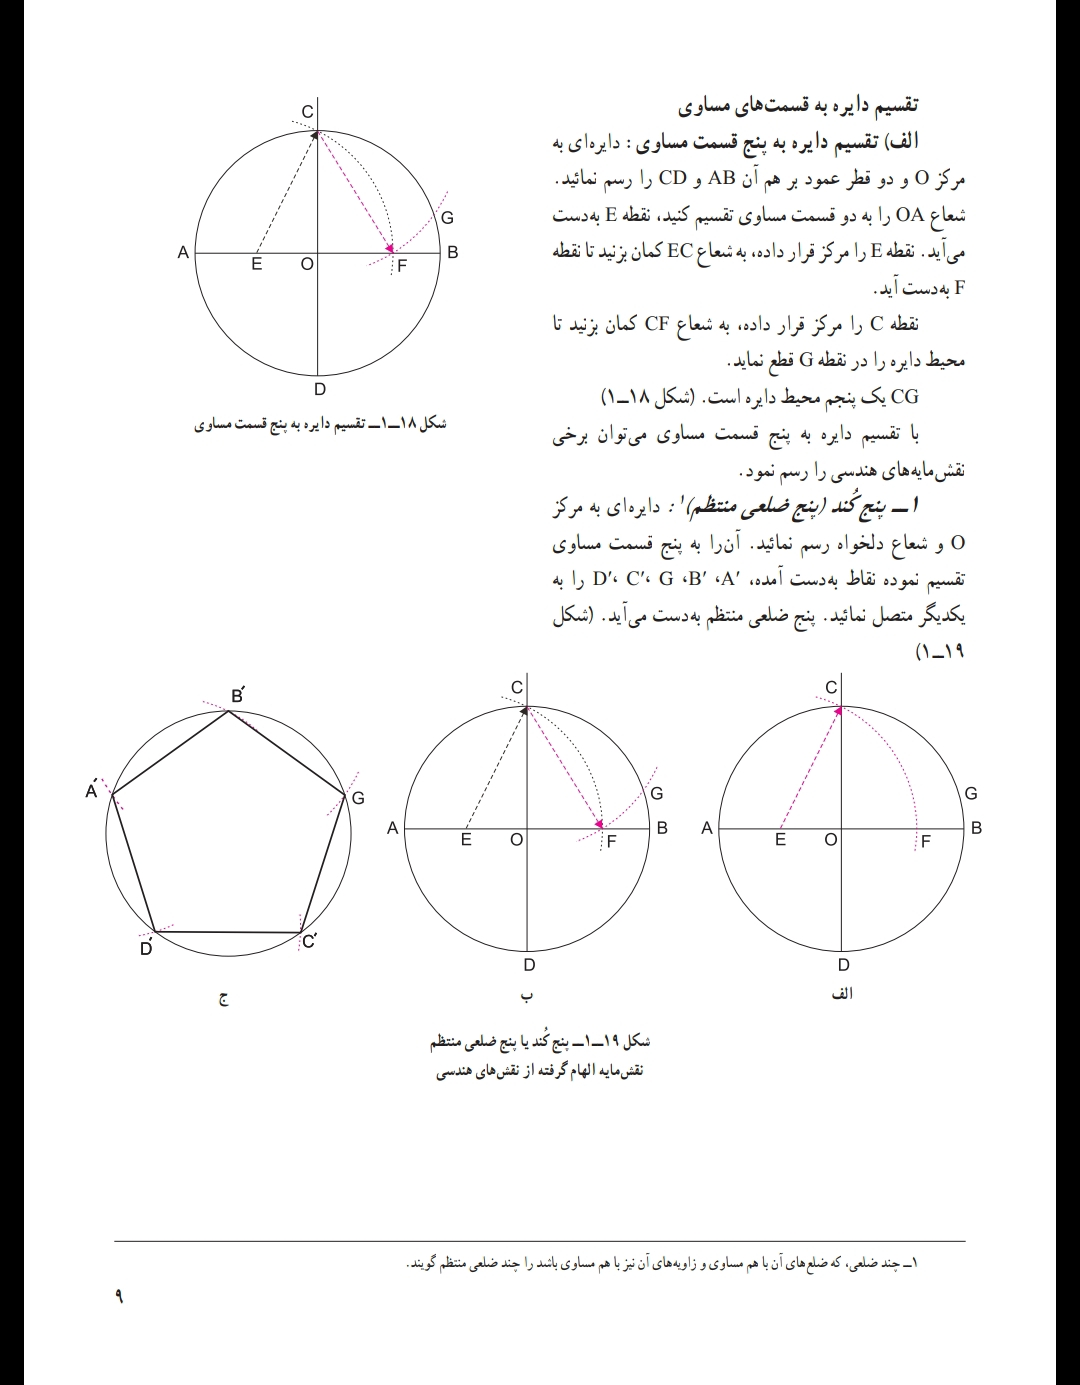 تقسیم دایره به قسمت‌های مساوی
الف) تقسیم دایره به پنج قسمت مساوی : دایره‌ای به
مرکز O و دو قطر عمود بر هم آن AB و CD را رسم نمائید.
شعاع OA را به دو قسمت مساوی تقسیم کنید، نقطه E به‌دست
می‌آید. نقطه E را مرکز قرار داده، به شعاع EC کمان بزنید تا نقطه
F به‌دست آید.
نقطه C را مرکز قرار داده، به شعاع CF کمان بزنید تا
محیط دایره را در نقطه G قطع نماید.
CG یک پنجم محیط دایره است. (شکل ۱۸ــ۱)
با تقسیم دایره به پنج قسمت مساوی می‌توان برخی
نقش‌مایه‌های هندسی را رسم نمود.
۱ــ پنج کُند (پنج ضلعی منتظم)۱ : دایره‌ای به مرکز
O و شعاع دلخواه رسم نمائید. آن‌را به پنج قسمت مساوی
تقسیم نموده نقاط به‌دست آمده، A′، B′، G ،C′ ،D′ را به
یکدیگر متصل نمائید. پنج ضلعی منتظم به‌دست می‌آید. (شکل
۱۹ــ۱)
C
G
A
E
O
F
B
D
شکل ۱۸ــ۱ــ تقسیم دایره به پنج قسمت مساوی
C
G
A
E
O
F
B
D
الف
C
G
A
E
O
F
B
D
ب
B′
A′
G
D′
C′
ج
شکل ۱۹ــ۱ــ پنج کُند یا پنج ضلعی منتظم
نقش‌مایه الهام گرفته از نقش‌های هندسی
۱ــ چند ضلعی، که ضلع‌های آن با هم مساوی و زاویه‌های آن نیز با هم مساوی باشد را چند ضلعی منتظم گویند.
۹